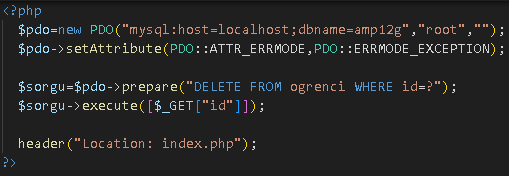 <?php
$pdo=new PDO("mysql:host=localhost;dbname=amp12g","root","");
$pdo->setAttribute(PDO::ATTR_ERRMODE,PDO::ERRMODE_EXCEPTION);
$sorgu=$pdo->prepare("DELETE FROM ogrenci WHERE id=?");
$sorgu->execute([$_GET["id"]]);
header("Location: index.php");
?>